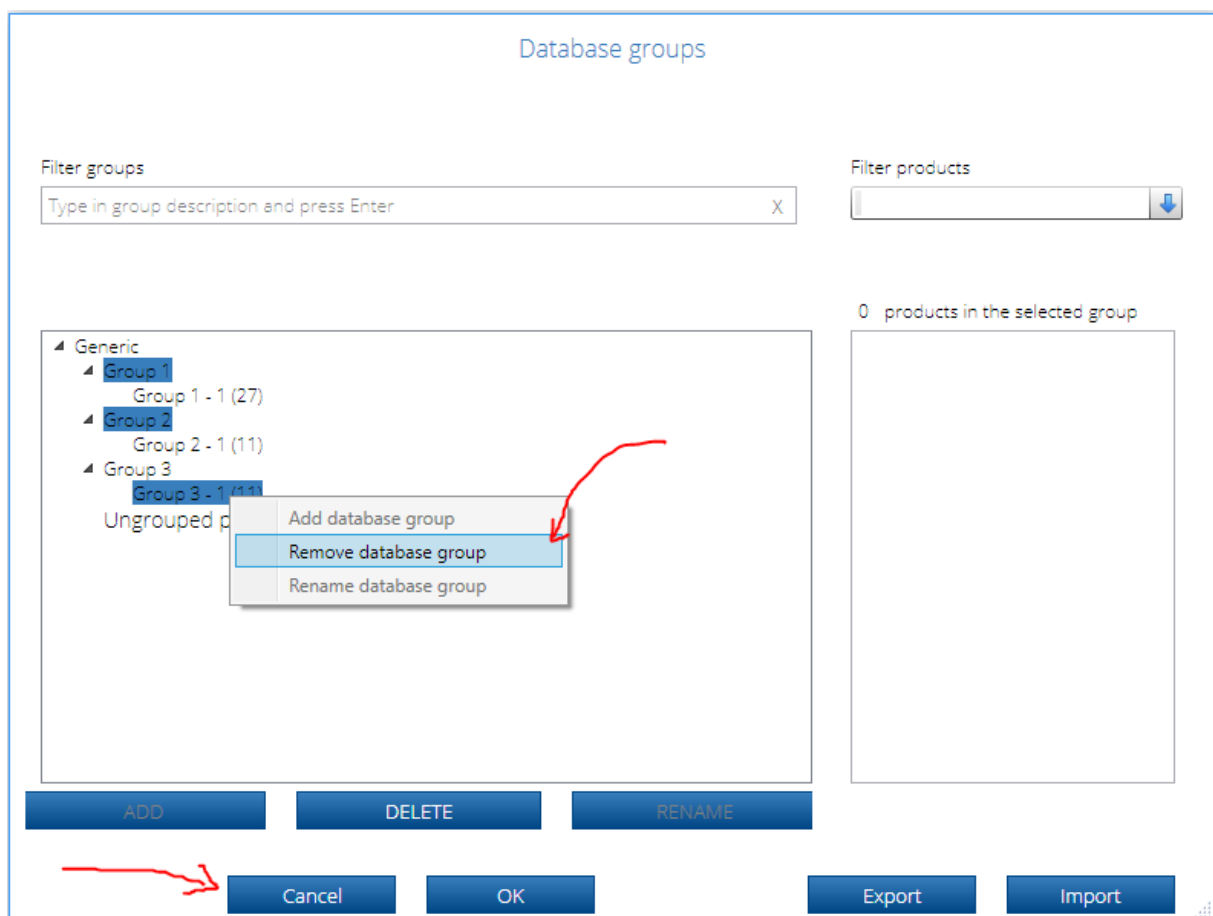 Database groups
Filter groups
Filter products
Type in group description and press Enter X
0 products in the selected group
Generic
Group 1
Group 1 - 1 (27)
Group 2
Group 2 - 1 (11)
Group 3
Group 3 - 1 (11)
Ungrouped p
Add database group
Remove database group
Rename database group
ADD DELETE RENAME
Cancel OK Export Import